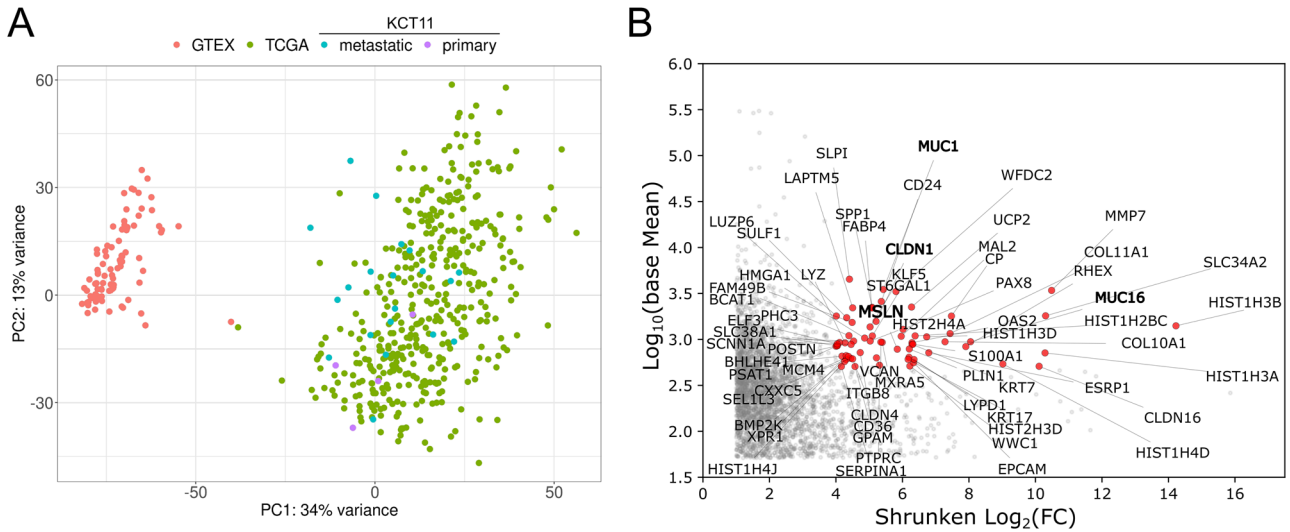 A
KCT11
GTEX TCGA metastatic primary
60
30
0
-30
PC2: 13% variance
-50 0 50
PC1: 34% variance
B
6.0
5.5
5.0
4.5
4.0
3.5
3.0
2.5
2.0
1.5
Log10(base Mean)
MUC1
SLPI
LAPTM5
CD24
WFDC2
SPP1
FABP4
UCP2
MMP7
LUZP6
SULF1
CLDN1
MAL2
CP
COL11A1
SLC34A2
HMGA1
LYZ
KLF5
RHEX
FAM49B
ST6GAL1
PAX8
BCAT1
MUC16
HIST1H3B
PHC3
MSLN
ELF3
HIST2H4A
OAS2
HIST1H2BC
SLC38A1
HIST1H3D
COL10A1
SCNN1A
POSTN
S100A1
BHLHE41
MCM4
VCAN
PLIN1
HIST1H3A
PSAT1
MXRA5
KRT7
ESRP1
CXXC5
ITGB8
SEL1L3
LYPD1
CLDN4
KRT17
CLDN16
BMP2K
CD36
HIST2H3D
XPR1
GPAM
WWC1
HIST1H4D
PTPRC
HIST1H4J
SERPINA1
EPCAM
0 2 4 6 8 10 12 14 16
Shrunken Log2(FC)